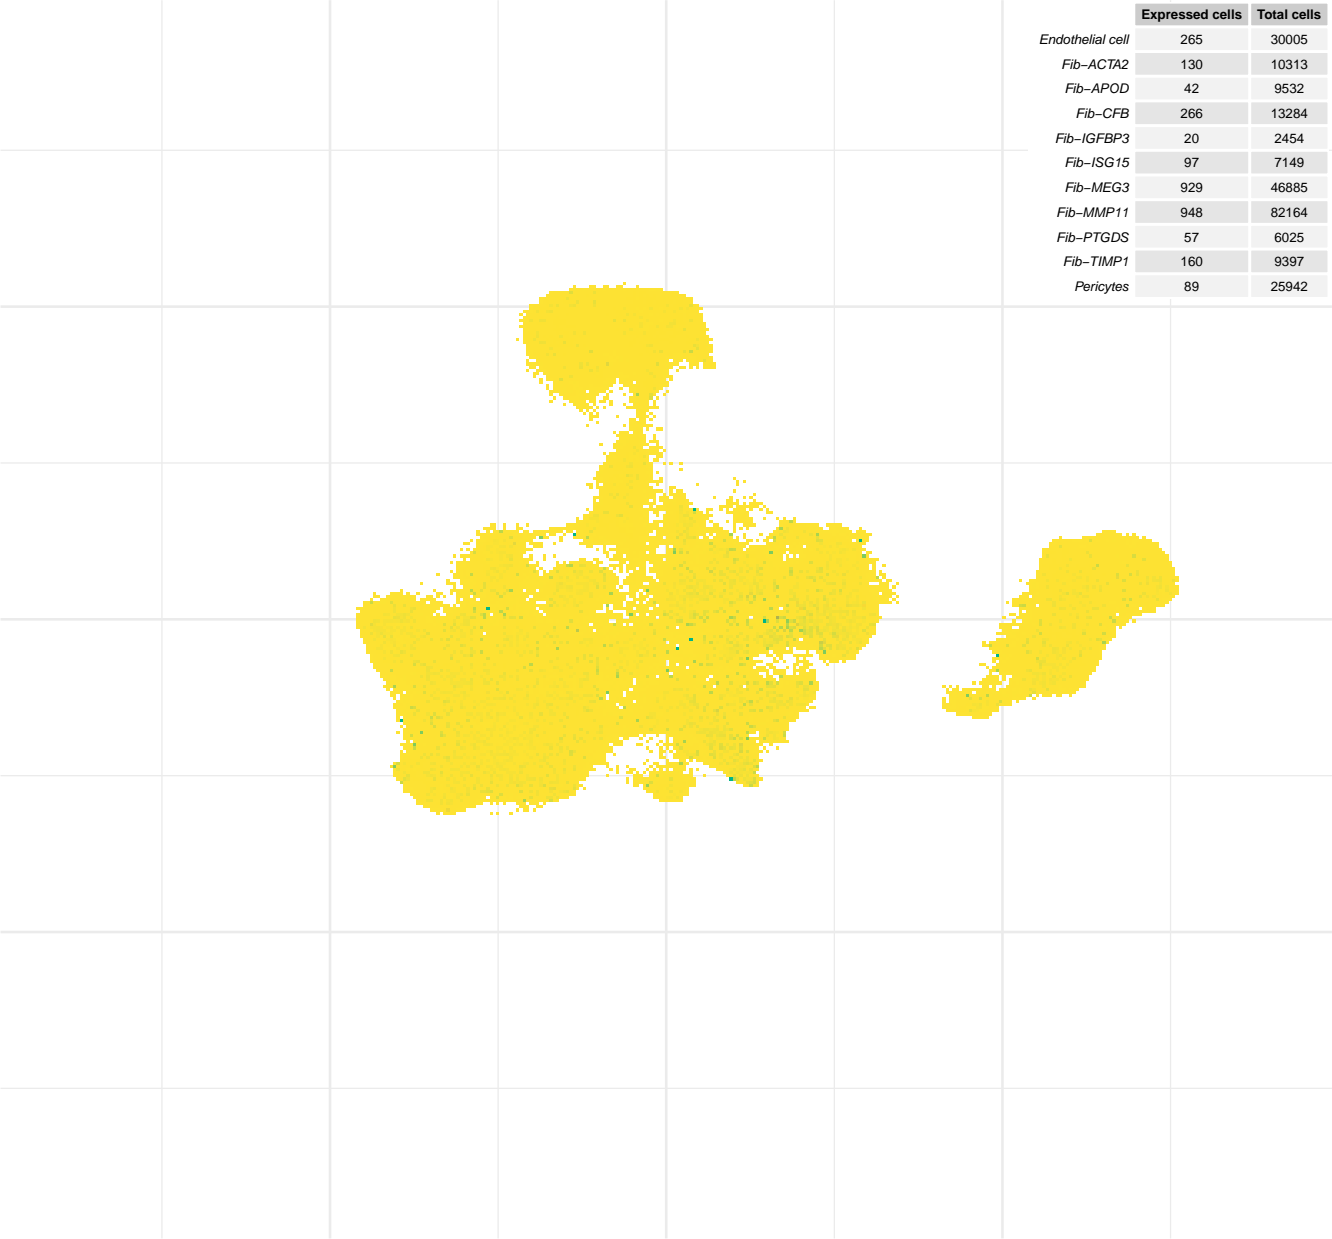 Expressed cells Total cells
Endothelial cell 265 30005
Fib−ACTA2 130 10313
Fib−APOD 42 9532
Fib−CFB 266 13284
Fib−IGFBP3 20 2454
Fib−ISG15 97 7149
Fib−MEG3 929 46885
Fib−MMP11 948 82164
Fib−PTGDS 57 6025
Fib−TIMP1 160 9397
Pericytes 89 25942